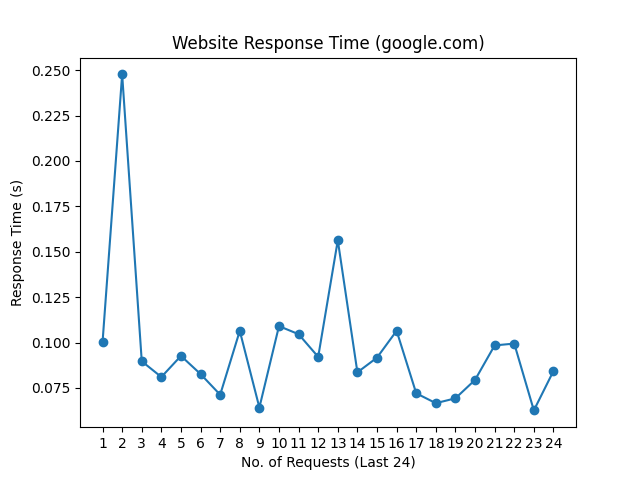 Website Response Time (google.com)
0.250
0.225
0.200
0.175
0.150
0.125
0.100
0.075
Response Time (s)
1 2 3 4 5 6 7 8 9 10 11 12 13 14 15 16 17 18 19 20 21 22 23 24
No. of Requests (Last 24)